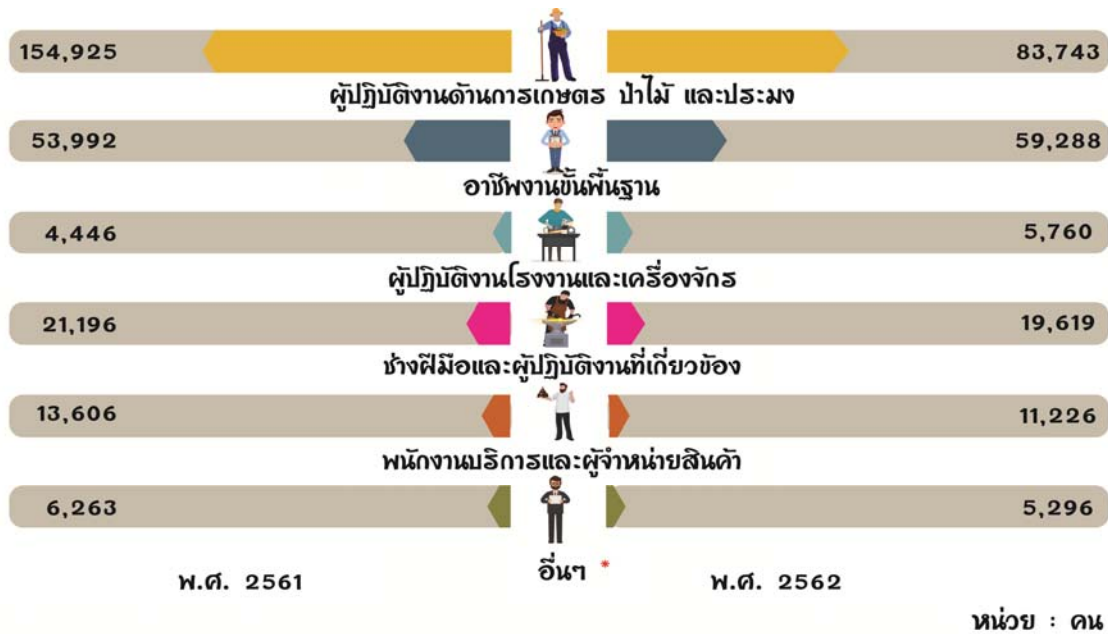 154,925 83,743
ผู้ปฏิบัติงานด้านการเกษตร ป่าไม้ และประมง
53,992 59,288
อาชีพงานขั้นพื้นฐาน
4,446 5,760
ผู้ปฏิบัติงานโรงงานและเครื่องจักร
21,196 19,619
ช่างฝีมือและผู้ปฏิบัติงานที่เกี่ยวข้อง
13,606 11,226
พนักงานบริการและผู้จำหน่ายสินค้า
6,263 5,296
อื่นๆ *
พ.ศ. 2561 พ.ศ. 2562
หน่วย : คน